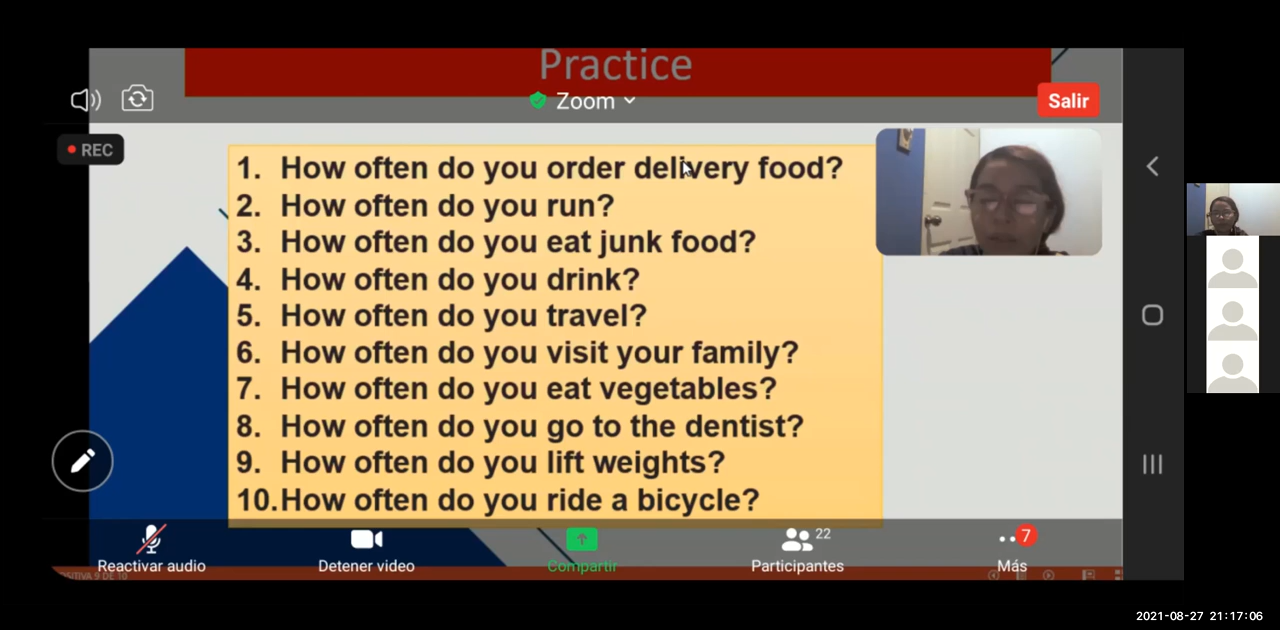 Practice
Zoom
Salir
REC
1. How often do you order delivery food?
2. How often do you run?
3. How often do you eat junk food?
4. How often do you drink?
5. How often do you travel?
6. How often do you visit your family?
7. How often do you eat vegetables?
8. How often do you go to the dentist?
9. How often do you lift weights?
10. How often do you ride a bicycle?
22
7
Reactivar audio
Detener video
Compartir
Participantes
Más
9 DE 10
2021-08-27 21:17:06